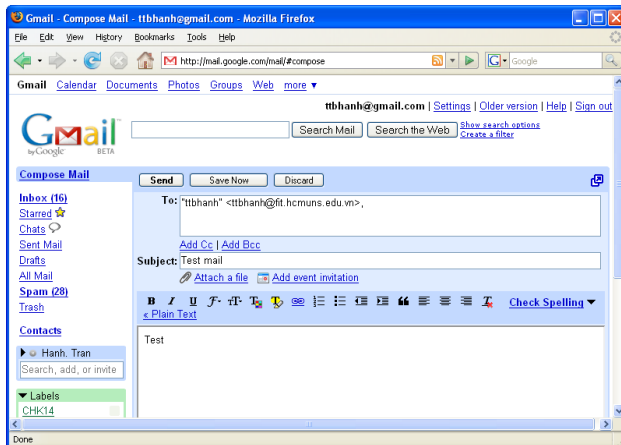 Gmail - Compose Mail - ttbhanh@gmail.com - Mozilla Firefox
File Edit View History Bookmarks Tools Help
http://mail.google.com/mail/#compose
G Google
Gmail Calendar Documents Photos Groups Web more ▼
ttbhanh@gmail.com | Settings | Older version | Help | Sign out
Gmail
by Google BETA
Search Mail Search the Web Show search options
Create a filter
Compose Mail
Send Save Now Discard
Inbox (16)
Starred
Chats
Sent Mail
Drafts
All Mail
Spam (28)
Trash
Contacts
Hanh. Tran
Search, add, or invite
Labels
CHK14
To: "ttbhanh" <ttbhanh@fit.hcmuns.edu.vn>,
Add Cc | Add Bcc
Subject: Test mail
Attach a file Add event invitation
B I U Check Spelling ▼
« Plain Text
Test
Done